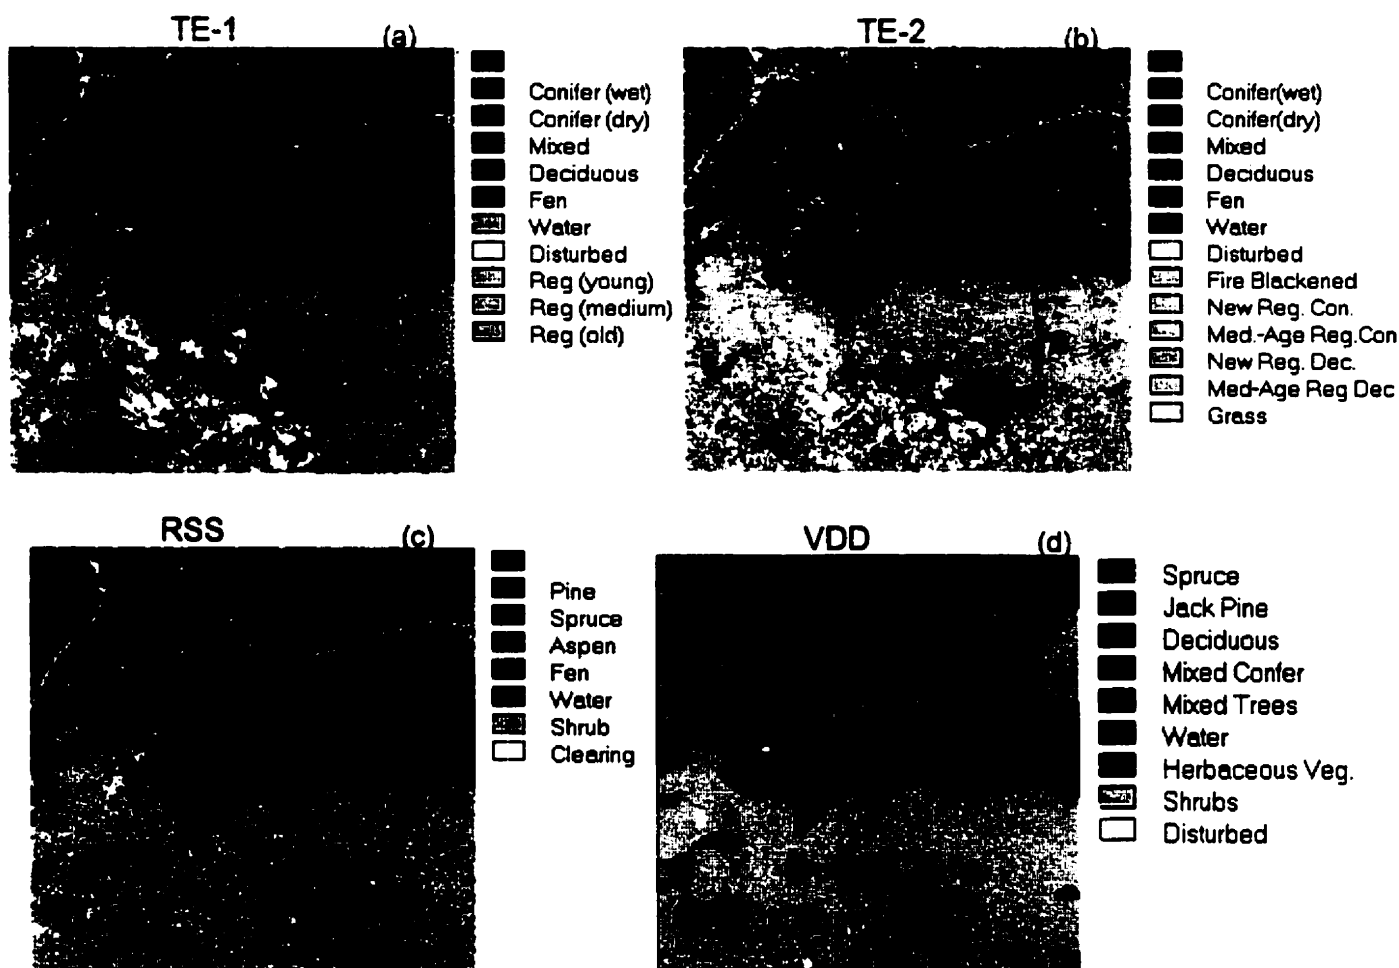 TE-1 (a)
Conifer (wet)
Conifer (dry)
Mixed
Deciduous
Fen
Water
Disturbed
Reg (young)
Reg (medium)
Reg (old)
TE-2 (b)
Conifer(wet)
Conifer(dry)
Mixed
Deciduous
Fen
Water
Disturbed
Fire Blackened
New Reg. Con.
Med.-Age Reg.Con
New Reg. Dec.
Med-Age Reg Dec
Grass
RSS (c)
Pine
Spruce
Aspen
Fen
Water
Shrub
Clearing
VDD (d)
Spruce
Jack Pine
Deciduous
Mixed Confer
Mixed Trees
Water
Herbaceous Veg.
Shrubs
Disturbed